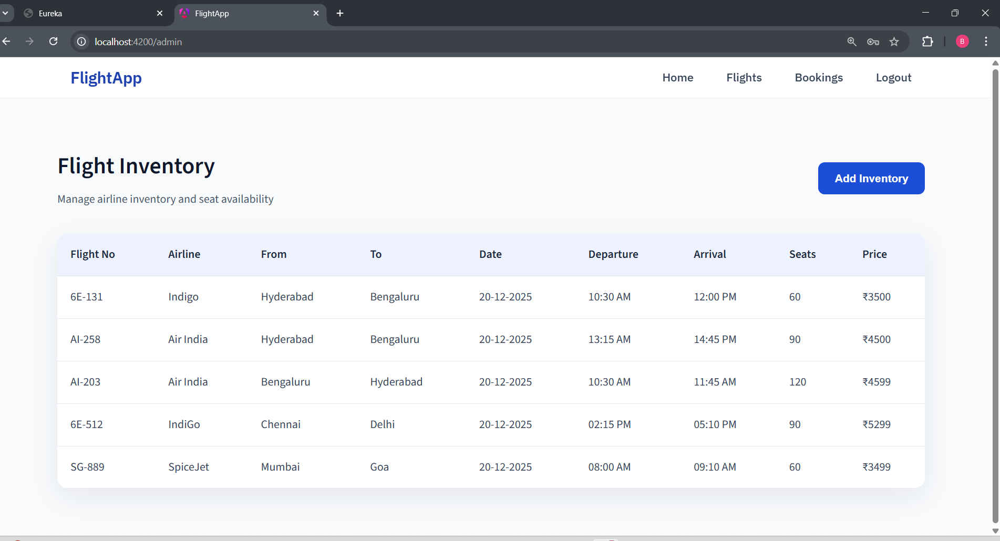 Eureka
FlightApp
localhost:4200/admin
B
FlightApp Home Flights Bookings Logout
Flight Inventory
Add Inventory
Manage airline inventory and seat availability
Flight No Airline From To Date Departure Arrival Seats Price
6E-131 Indigo Hyderabad Bengaluru 20-12-2025 10:30 AM 12:00 PM 60 ₹3500
AI-258 Air India Hyderabad Bengaluru 20-12-2025 13:15 AM 14:45 PM 90 ₹4500
AI-203 Air India Bengaluru Hyderabad 20-12-2025 10:30 AM 11:45 AM 120 ₹4599
6E-512 IndiGo Chennai Delhi 20-12-2025 02:15 PM 05:10 PM 90 ₹5299
SG-889 SpiceJet Mumbai Goa 20-12-2025 08:00 AM 09:10 AM 60 ₹3499